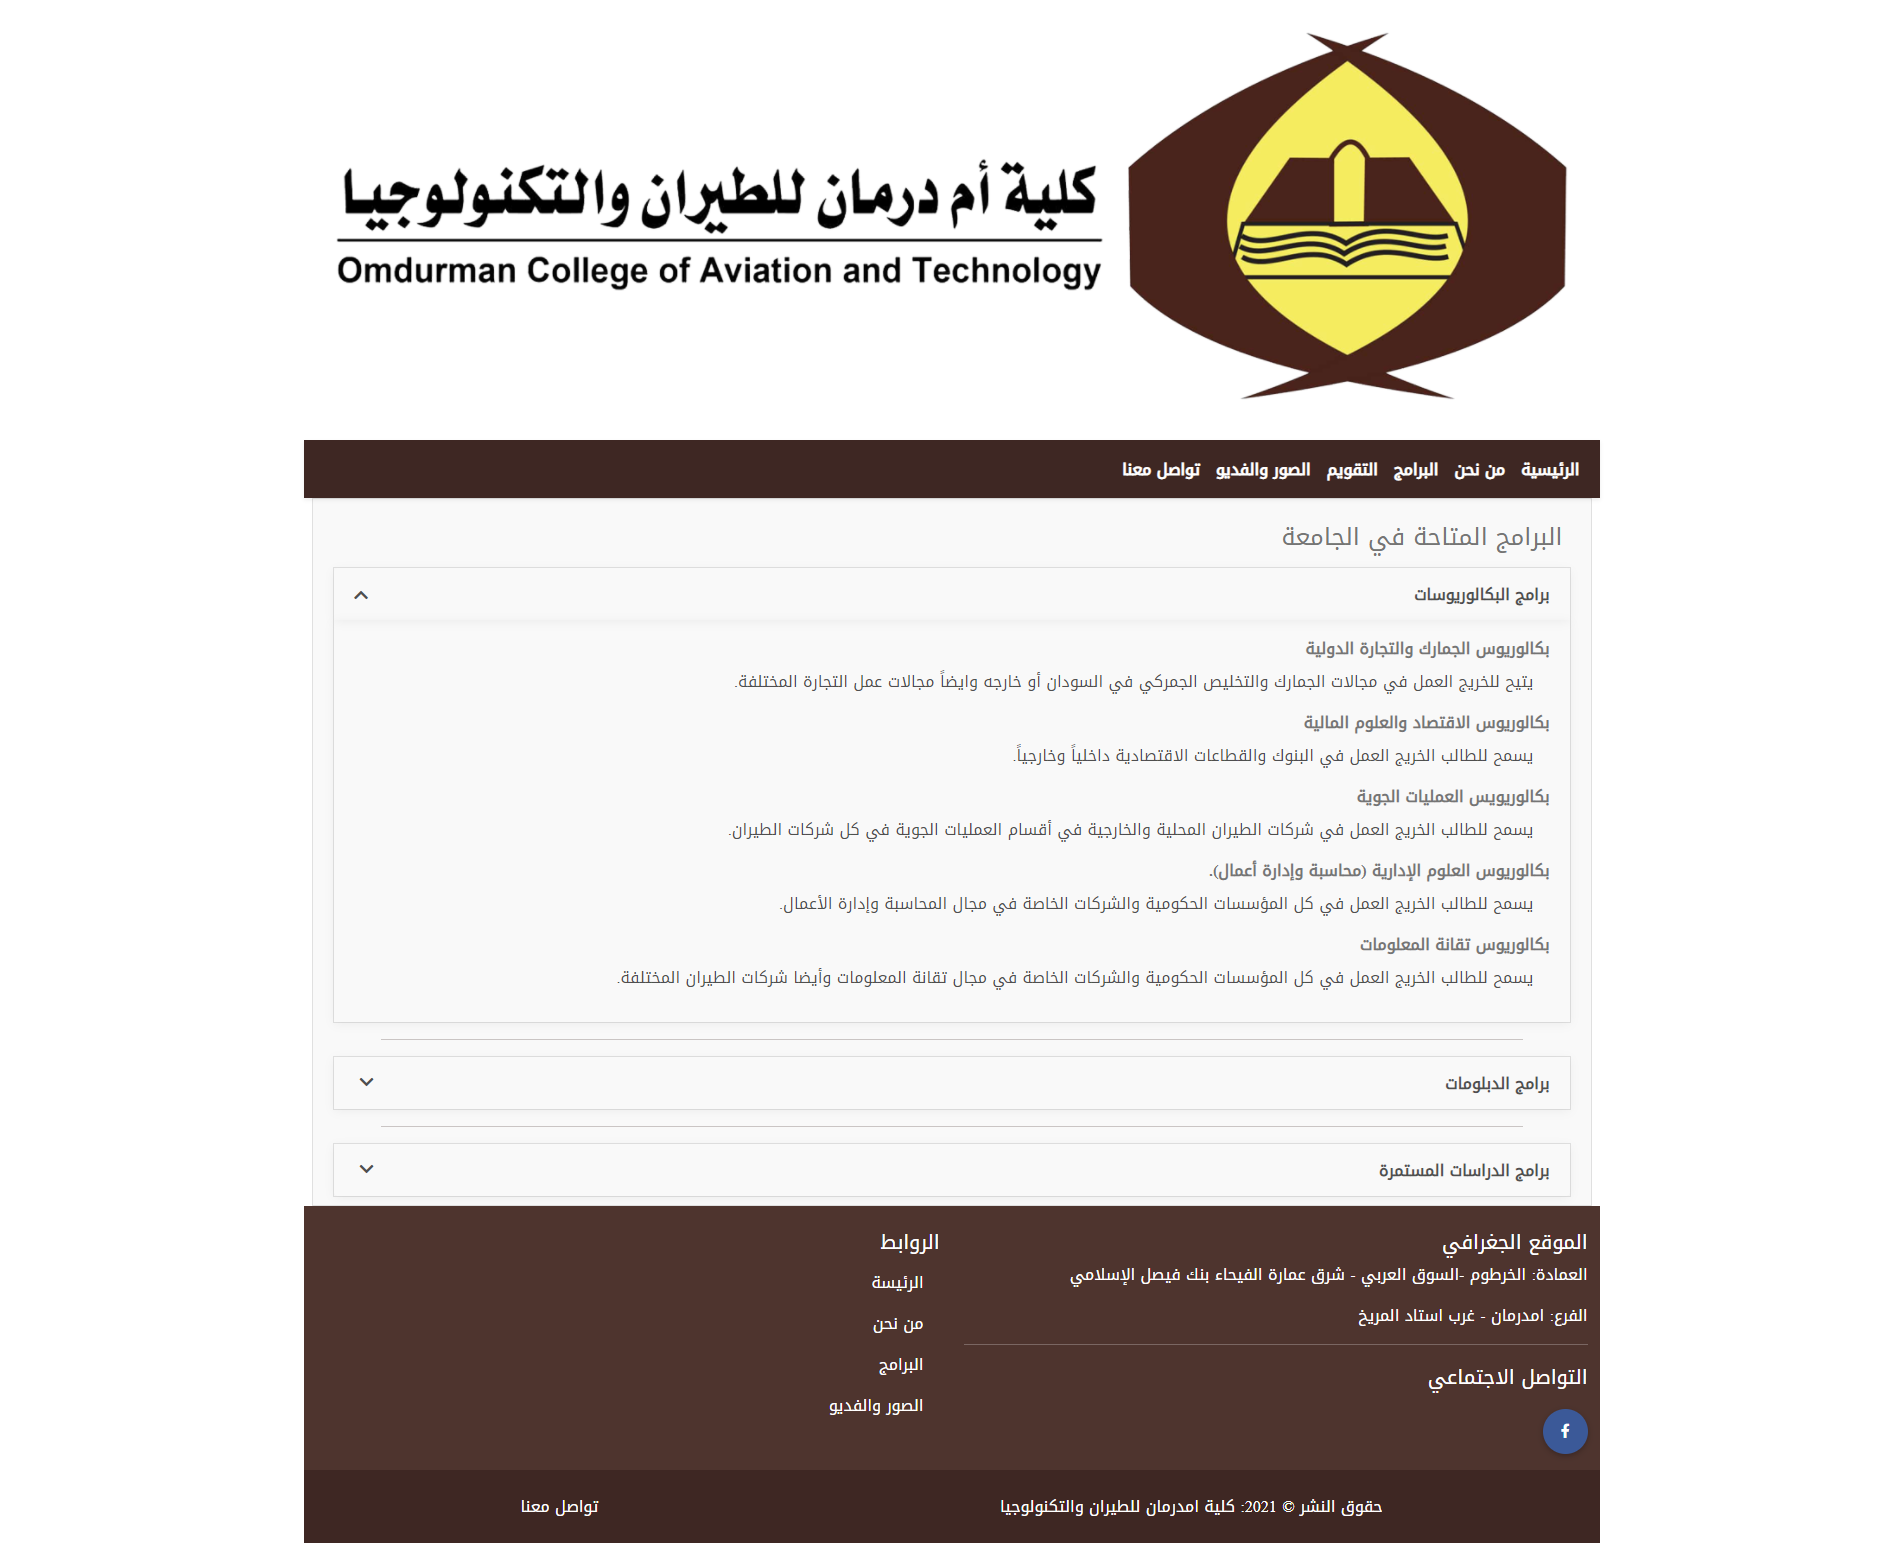 كلية أم درمان للطيران والتكنولوجيا
Omdurman College of Aviation and Technology
الرئيسية من نحن البرامج التقويم الصور والفديو تواصل معنا
البرامج المتاحة في الجامعة
برامج البكالوريوسات
بكالوريوس الجمارك والتجارة الدولية
يتيح للخريج العمل في مجالات الجمارك والتخليص الجمركي في السودان أو خارجه وايضاً مجالات عمل التجارة المختلفة.
بكالوريوس الاقتصاد والعلوم المالية
يسمح للطالب الخريج العمل في البنوك والقطاعات الاقتصادية داخلياً وخارجياً.
بكالوريويس العمليات الجوية
يسمح للطالب الخريج العمل في شركات الطيران المحلية والخارجية في أقسام العمليات الجوية في كل شركات الطيران.
بكالوريوس العلوم الإدارية (محاسبة وإدارة أعمال).
يسمح للطالب الخريج العمل في كل المؤسسات الحكومية والشركات الخاصة في مجال المحاسبة وإدارة الأعمال.
بكالوريوس تقانة المعلومات
يسمح للطالب الخريج العمل في كل المؤسسات الحكومية والشركات الخاصة في مجال تقانة المعلومات وأيضا شركات الطيران المختلفة.
برامج الدبلومات
برامج الدراسات المستمرة
الموقع الجغرافي
العمادة: الخرطوم -السوق العربي - شرق عمارة الفيحاء بنك فيصل الإسلامي
الفرع: امدرمان - غرب استاد المريخ
التواصل الاجتماعي
الروابط
الرئيسة
من نحن
البرامج
الصور والفديو
حقوق النشر © 2021: كلية امدرمان للطيران والتكنولوجيا
تواصل معنا